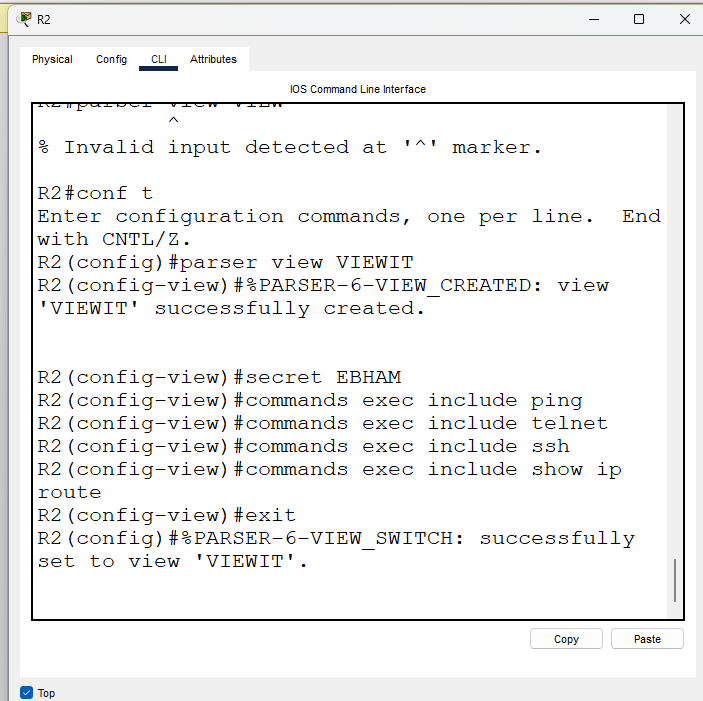 R2
Physical Config CLI Attributes
IOS Command Line Interface
^
% Invalid input detected at '^' marker.
R2#conf t
Enter configuration commands, one per line.  End
with CNTL/Z.
R2(config)#parser view VIEWIT
R2(config-view)#%PARSER-6-VIEW_CREATED: view
'VIEWIT' successfully created.
R2(config-view)#secret EBHAM
R2(config-view)#commands exec include ping
R2(config-view)#commands exec include telnet
R2(config-view)#commands exec include ssh
R2(config-view)#commands exec include show ip
route
R2(config-view)#exit
R2(config)#%PARSER-6-VIEW_SWITCH: successfully
set to view 'VIEWIT'.
Copy Paste
Top